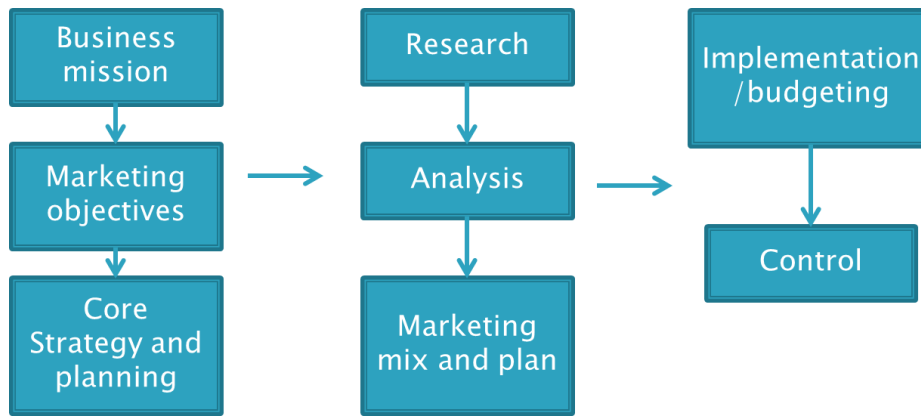 Business
mission
Marketing
objectives
Core
Strategy and
planning
Research
Analysis
Marketing
mix and plan
Implementation
/budgeting
Control